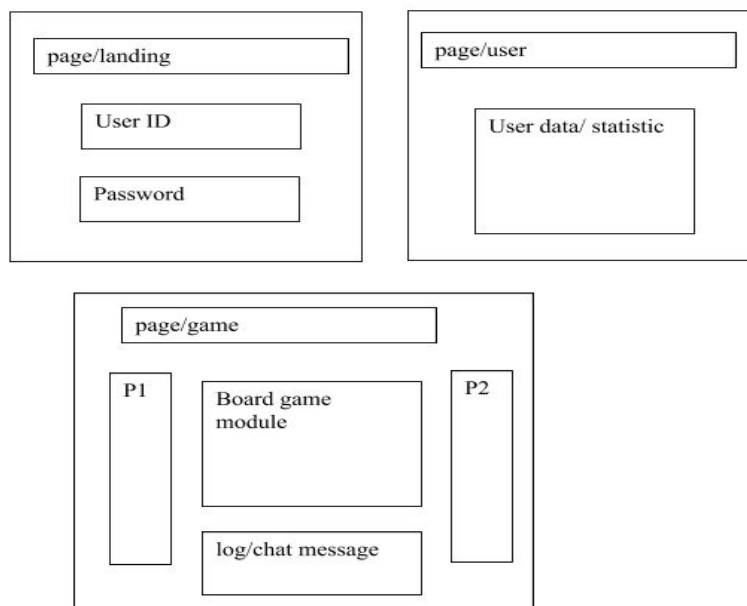 page/landing
User ID
Password
page/user
User data/ statistic
page/game
P1
Board game
module
P2
log/chat message